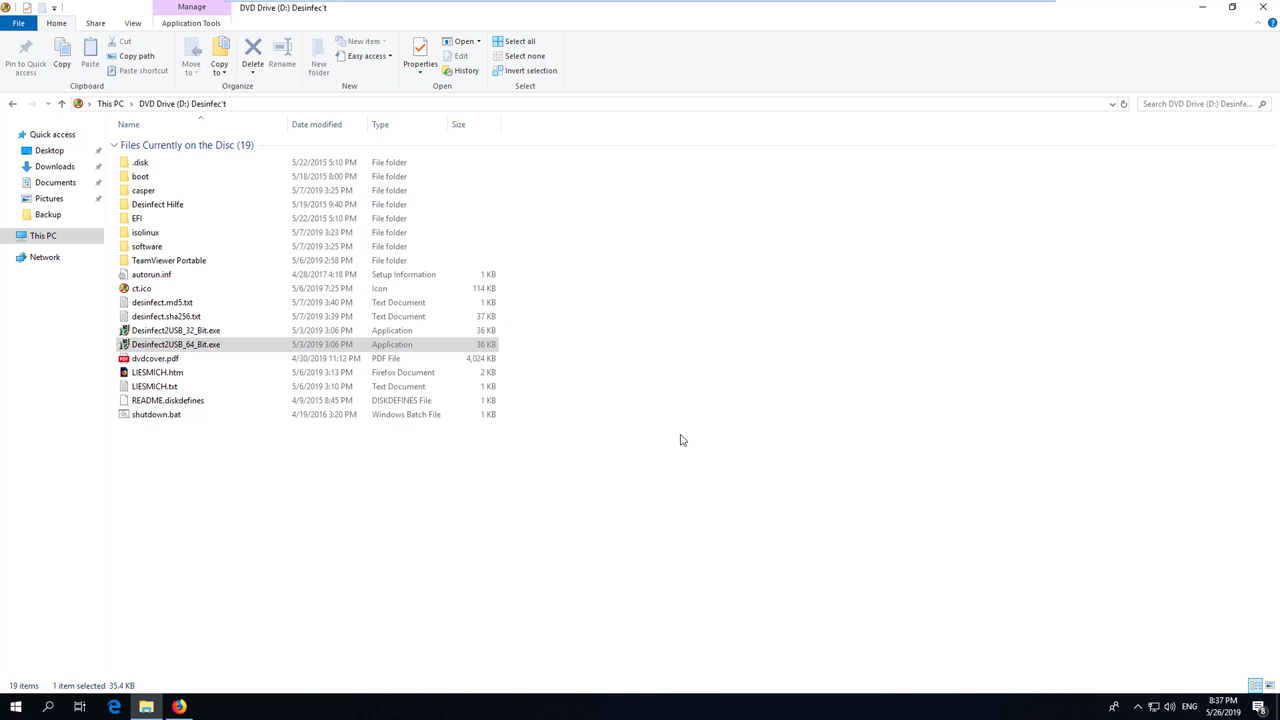 Manage
DVD Drive (D:) Desinfec't
File
Home
Share
View
Application Tools
Pin to Quick access
Copy
Paste
Cut
Copy path
Paste shortcut
Clipboard
Move to
Copy to
Delete
Rename
Organize
New folder
New item
Easy access
New
Properties
Open
Edit
History
Open
Select all
Select none
Invert selection
Select
This PC
DVD Drive (D:) Desinfec't
Search DVD Drive (D:) Desinfe...
Quick access
Desktop
Downloads
Documents
Pictures
Backup
This PC
Network
Name Date modified Type Size
Files Currently on the Disc (19)
.disk 5/22/2015 5:10 PM File folder
boot 5/18/2015 8:00 PM File folder
casper 5/7/2019 3:25 PM File folder
Desinfect Hilfe 5/19/2015 9:40 PM File folder
EFI 5/22/2015 5:10 PM File folder
isolinux 5/7/2019 3:23 PM File folder
software 5/7/2019 3:25 PM File folder
TeamViewer Portable 5/6/2019 2:58 PM File folder
autorun.inf 4/28/2017 4:18 PM Setup Information 1 KB
ct.ico 5/6/2019 7:25 PM Icon 114 KB
desinfect.md5.txt 5/7/2019 3:40 PM Text Document 1 KB
desinfect.sha256.txt 5/7/2019 3:39 PM Text Document 37 KB
Desinfect2USB_32_Bit.exe 5/3/2019 3:06 PM Application 36 KB
Desinfect2USB_64_Bit.exe 5/3/2019 3:06 PM Application 36 KB
dvdcover.pdf 4/30/2019 11:12 PM PDF File 4,024 KB
LIESMICH.htm 5/6/2019 3:13 PM Firefox Document 2 KB
LIESMICH.txt 5/6/2019 3:10 PM Text Document 1 KB
README.diskdefines 4/9/2015 8:45 PM DISKDEFINES File 1 KB
shutdown.bat 4/19/2016 3:20 PM Windows Batch File 1 KB
19 items 1 item selected 35.4 KB
ENG
8:37 PM
5/26/2019
8